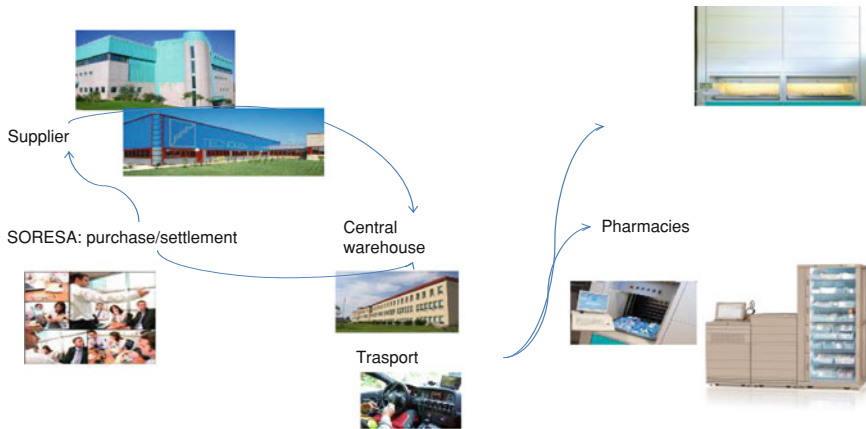 Supplier
SORESA: purchase/settlement
Central
warehouse
Trasport
Pharmacies